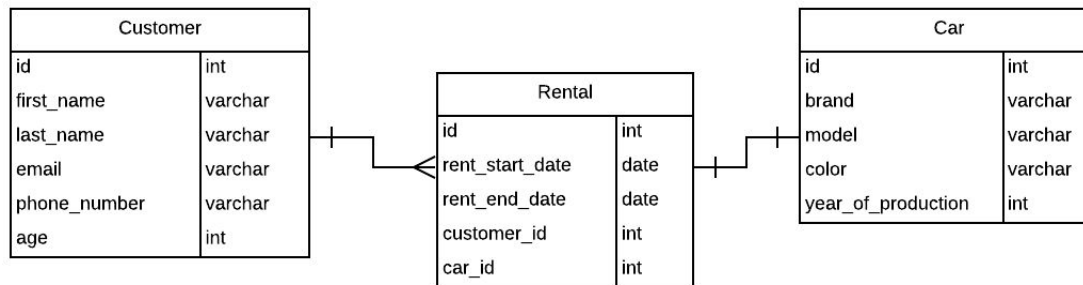 Customer
id int
first_name varchar
last_name varchar
email varchar
phone_number varchar
age int
Rental
id int
rent_start_date date
rent_end_date date
customer_id int
car_id int
Car
id int
brand varchar
model varchar
color varchar
year_of_production int